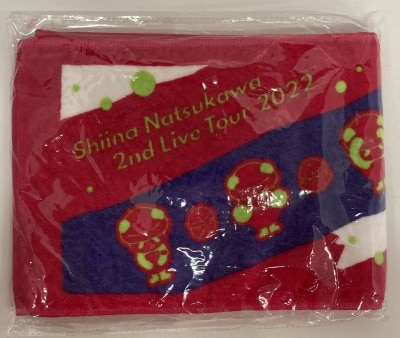 Shiina Natsukawa
2nd Live Tour 2022